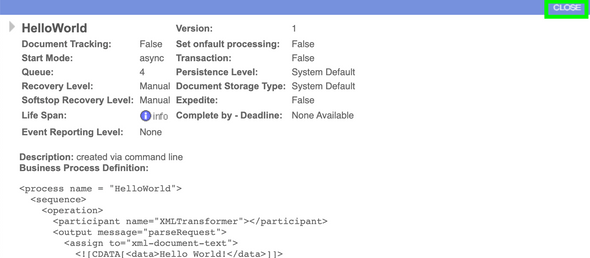 CLOSE
HelloWorld Version: 1
Document Tracking: False Set onfault processing: False
Start Mode: async Transaction: False
Queue: 4 Persistence Level: System Default
Recovery Level: Manual Document Storage Type: System Default
Softstop Recovery Level: Manual Expedite: False
Life Span: info Complete by - Deadline: None Available
Event Reporting Level: None
Description: created via command line
Business Process Definition:
<process name = "HelloWorld">
<sequence>
<operation>
<participant name="XMLTransformer"></participant>
<output message="parseRequest">
<assign to="xml-document-text">
<![CDATA[<data>Hello World!</data>]]>